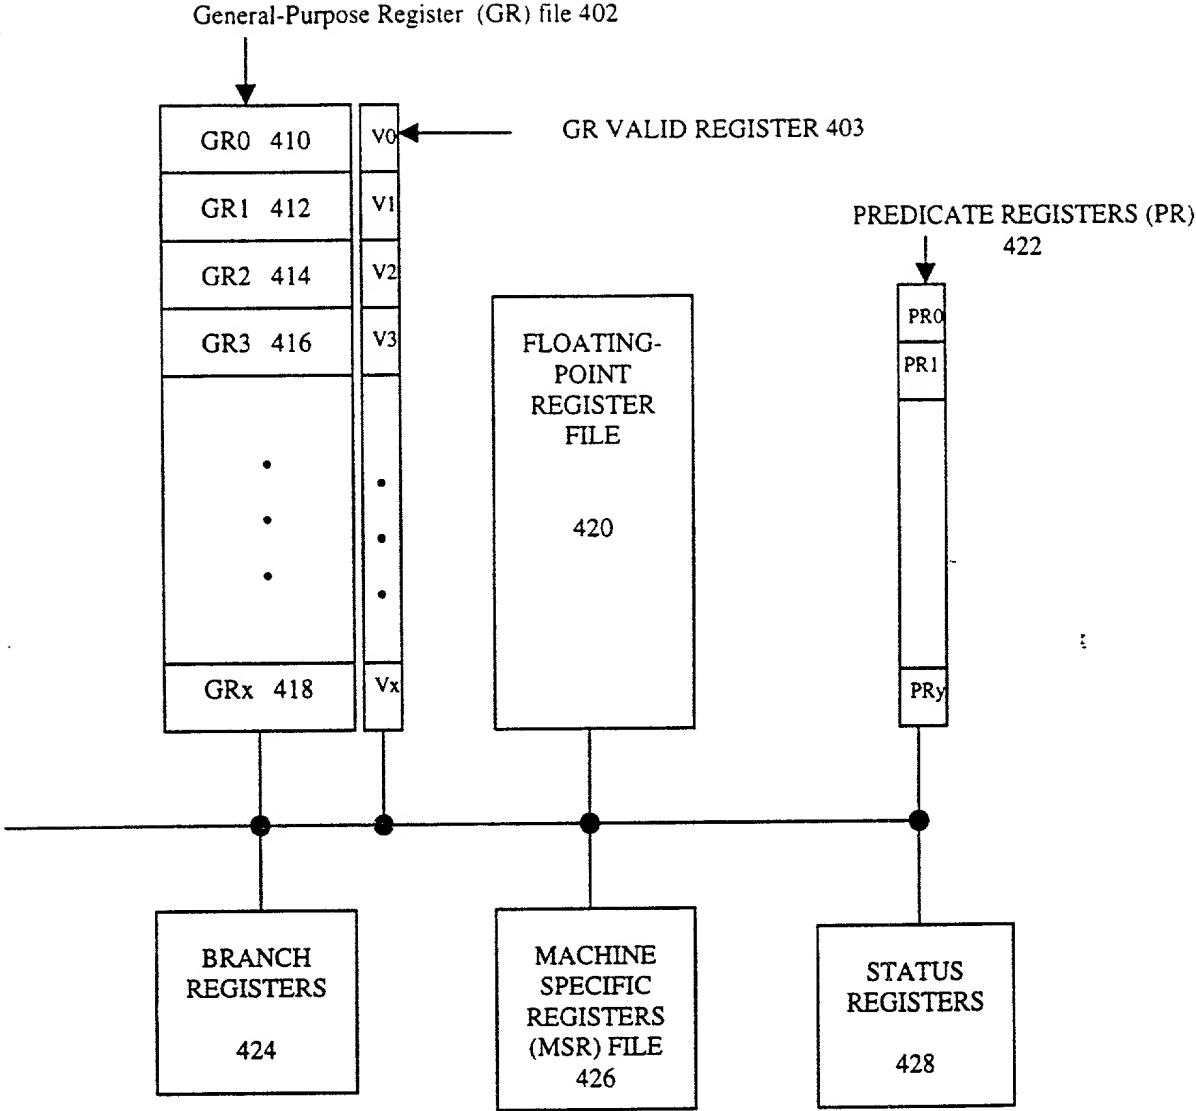 General-Purpose Register (GR) file 402
GR0 410
V0
GR VALID REGISTER 403
GR1 412
V1
PREDICATE REGISTERS (PR)
422
GR2 414
V2
GR3 416
V3
FLOATING-
POINT
REGISTER
FILE
420
PR0
PR1
GRx 418
Vx
PRy
BRANCH
REGISTERS
424
MACHINE
SPECIFIC
REGISTERS
(MSR) FILE
426
STATUS
REGISTERS
428